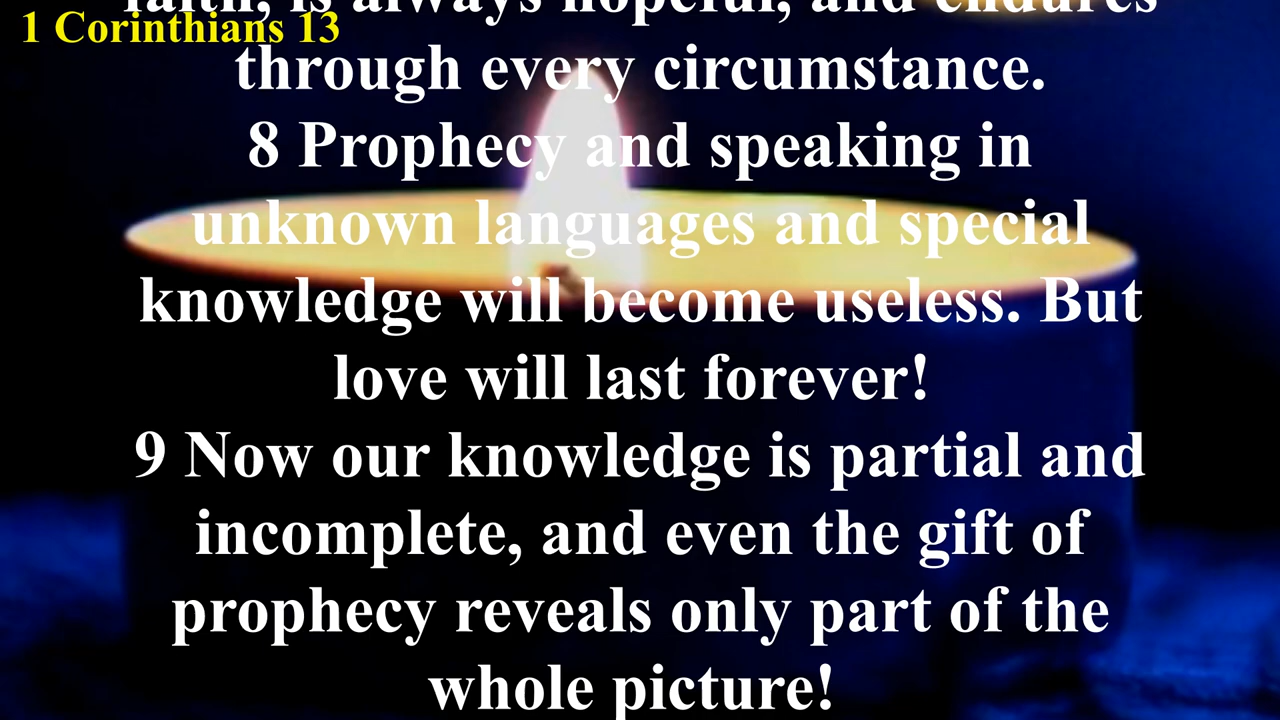 1 Corinthians 13
faith, is always hopeful, and endures
through every circumstance.
8 Prophecy and speaking in
unknown languages and special
knowledge will become useless. But
love will last forever!
9 Now our knowledge is partial and
incomplete, and even the gift of
prophecy reveals only part of the
whole picture!